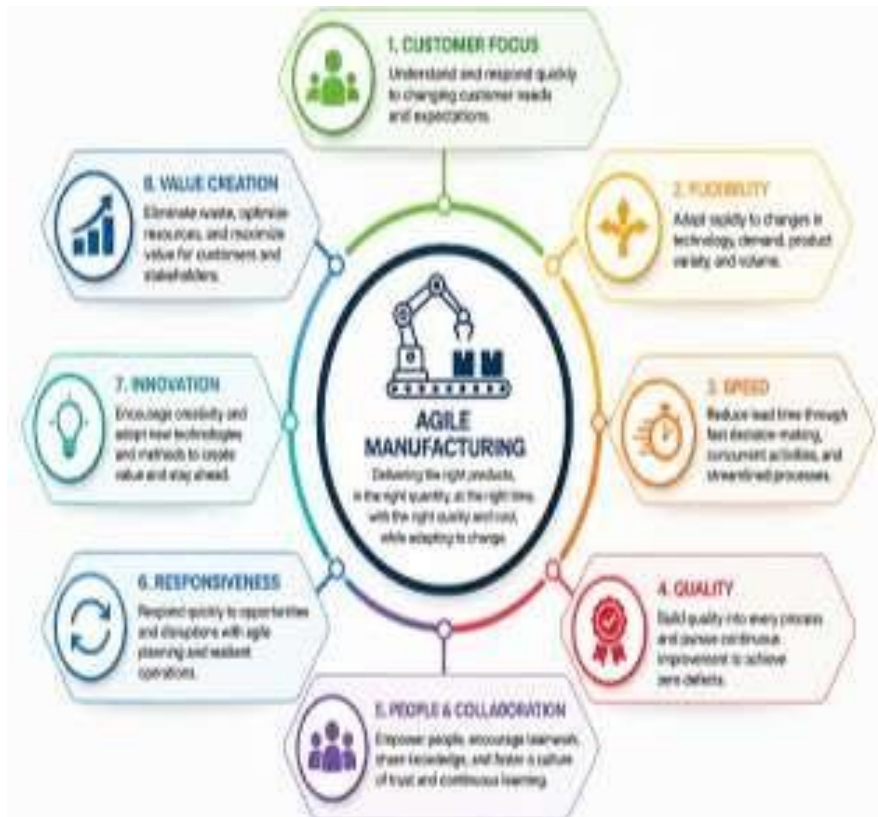 1. CUSTOMER FOCUS
Understand and respond quickly
to changing customer needs
and expectations.
2. FLEXIBILITY
Adapt rapidly to changes in
technology, demand, product
variety, and volume.
3. SPEED
Reduce lead time through
fast decision-making,
concurrent activities, and
streamlined processes.
4. QUALITY
Build quality into every process
and pursue continuous
improvement to achieve
zero defects.
5. PEOPLE & COLLABORATION
Empower people, encourage teamwork,
share knowledge, and foster a culture
of trust and continuous learning.
6. RESPONSIVENESS
Respond quickly to opportunities
and disruptions with agile
planning and resilient
operations.
7. INNOVATION
Encourage creativity and
adopt new technologies
and methods to create
value and stay ahead.
8. VALUE CREATION
Eliminate waste, optimize
resources, and maximize
value for customers and
stakeholders.
AGILE
MANUFACTURING
Delivering the right products,
in the right quantity, at the right time,
with the right quality and cost,
while adapting to change.